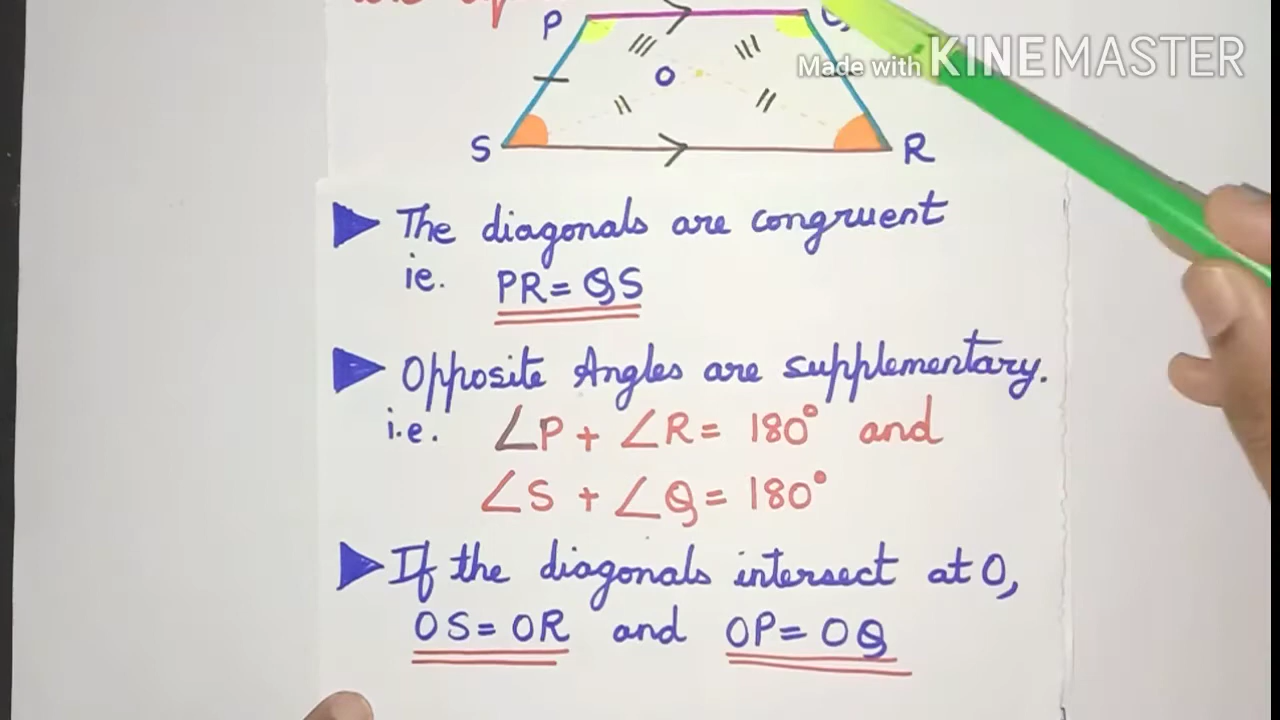 P
O
S
R
Made with KINEMASTER
The diagonals are congruent
ie. PR = QS
Opposite Angles are supplementary.
i.e. ∠P + ∠R = 180° and
∠S + ∠Q = 180°
If the diagonals intersect at O,
OS = OR and OP = OQ